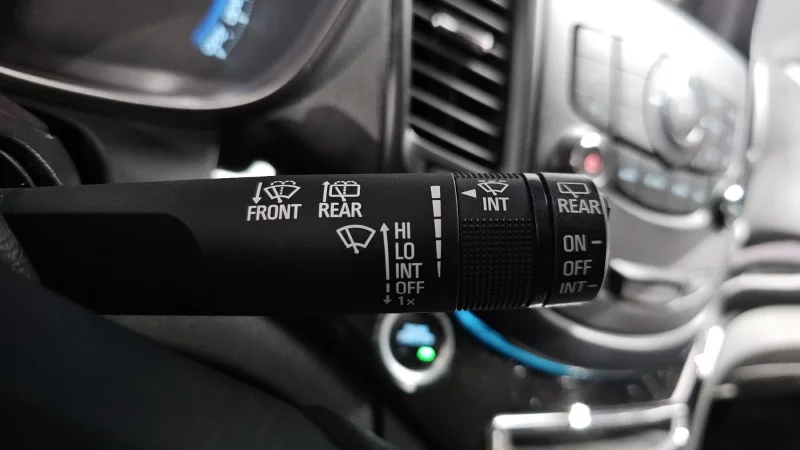 FRONT
REAR
HI
LO
INT
OFF
1x
INT
REAR
ON
OFF
INT